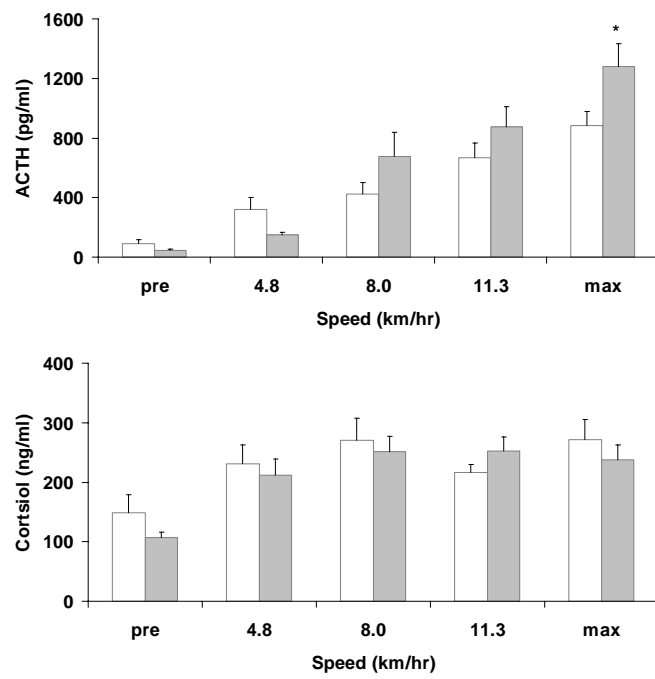 1600
*
1200
ACTH (pg/ml)
800
400
0
pre 4.8 8.0 11.3 max
Speed (km/hr)
400
300
Cortsiol (ng/ml)
200
100
0
pre 4.8 8.0 11.3 max
Speed (km/hr)